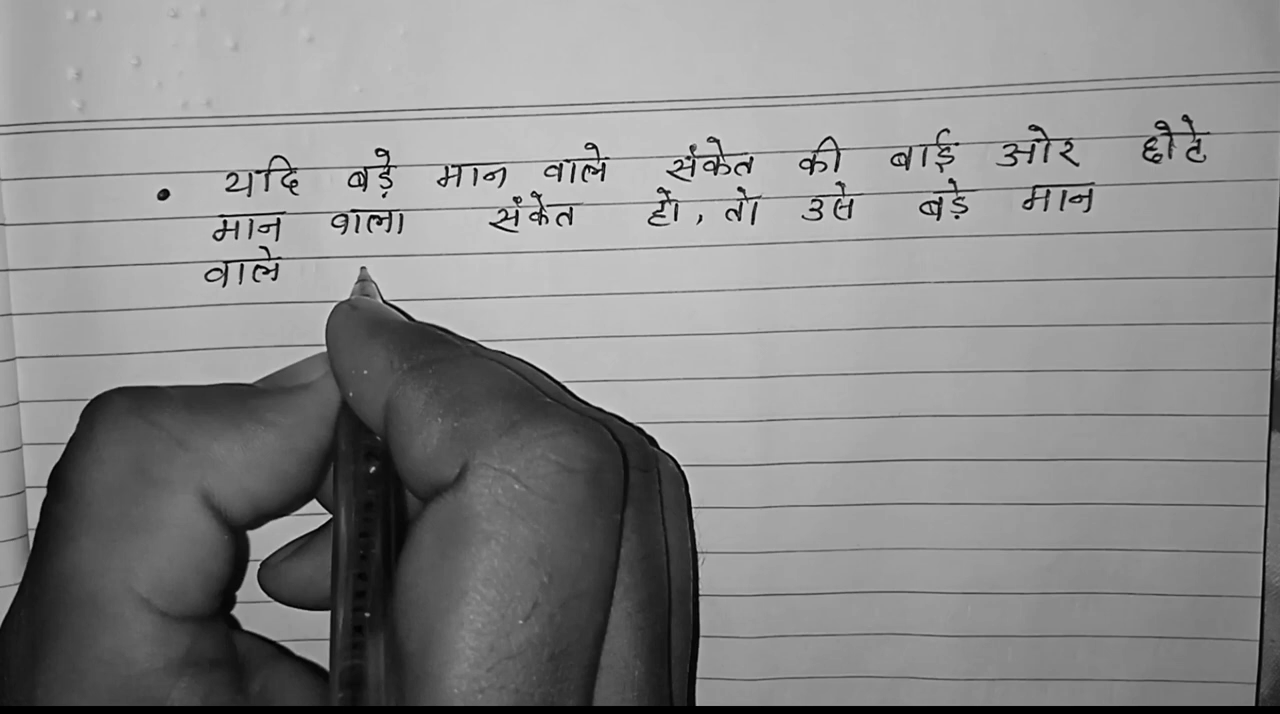 • यदि बड़े मान वाले संकेत की बाई ओर छोटे
मान वाला संकेत हो, तो उसे बड़े मान
वाले